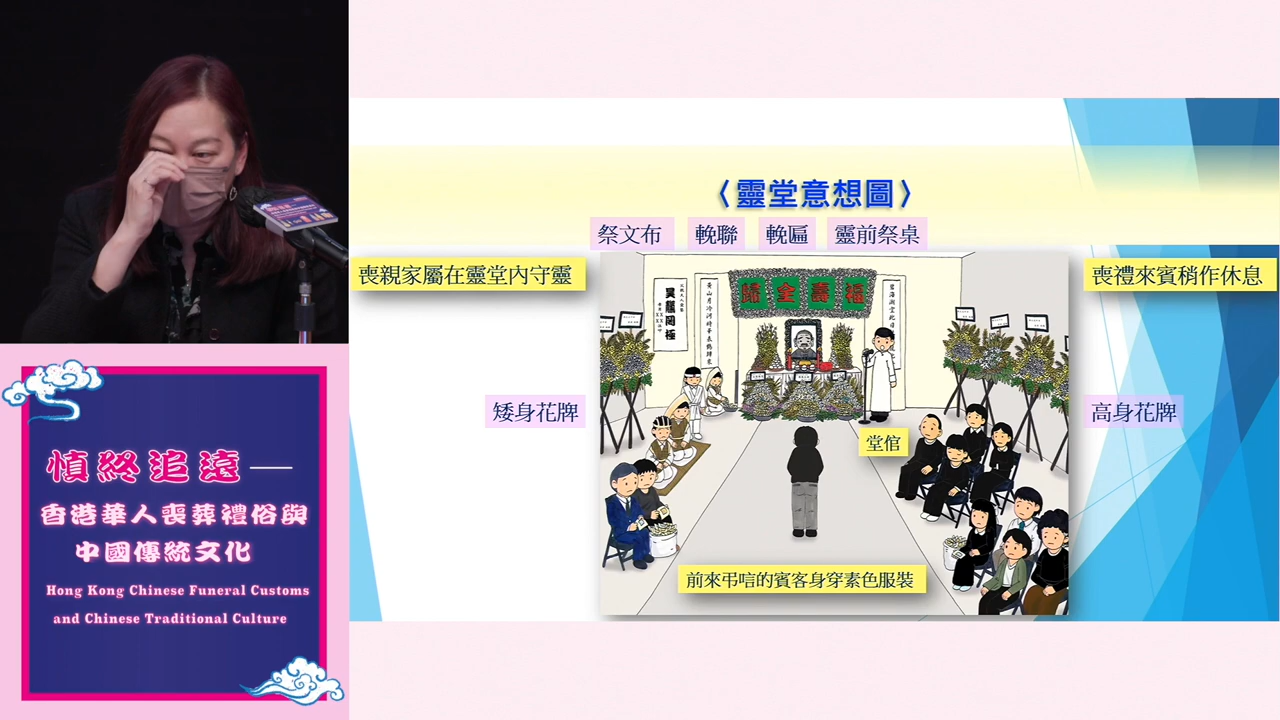 〈靈堂意想圖〉
祭文布
輓聯
輓匾
靈前祭桌
喪親家屬在靈堂內守靈
喪禮來賓稍作休息
福壽全歸
昊天罔極
矮身花牌
高身花牌
堂倌
前來弔唁的賓客身穿素色服裝
慎終追遠—
香港華人喪葬禮俗與
中國傳統文化
Hong Kong Chinese Funeral Customs
and Chinese Traditional Culture